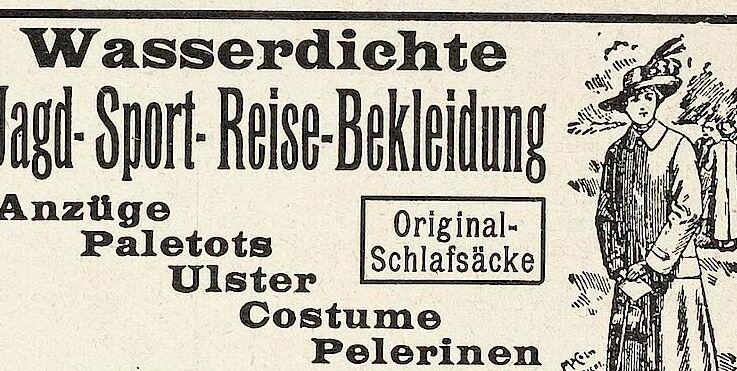 Wasserdichte
Jagd- Sport- Reise-Bekleidung
Anzüge
Paletots
Ulster
Costume
Pelerinen
Original-
Schlafsäcke